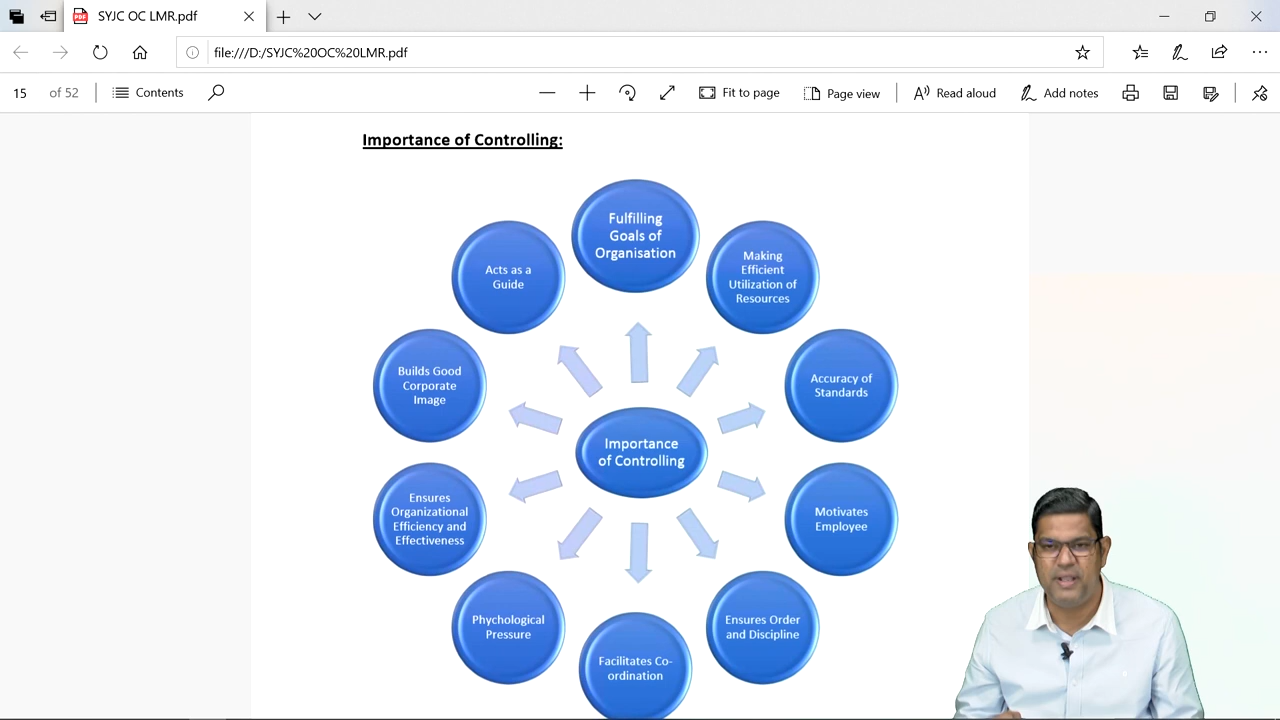 SYJC OC LMR.pdf
file:///D:/SYJC%20OC%20LMR.pdf
15 of 52 Contents Fit to page Page view Read aloud Add notes
Importance of Controlling:
Fulfilling
Goals of
Organisation
Making
Efficient
Utilization of
Resources
Accuracy of
Standards
Motivates
Employee
Ensures Order
and Discipline
Facilitates Co-
ordination
Phychological
Pressure
Ensures
Organizational
Efficiency and
Effectiveness
Builds Good
Corporate
Image
Acts as a
Guide
Importance
of Controlling